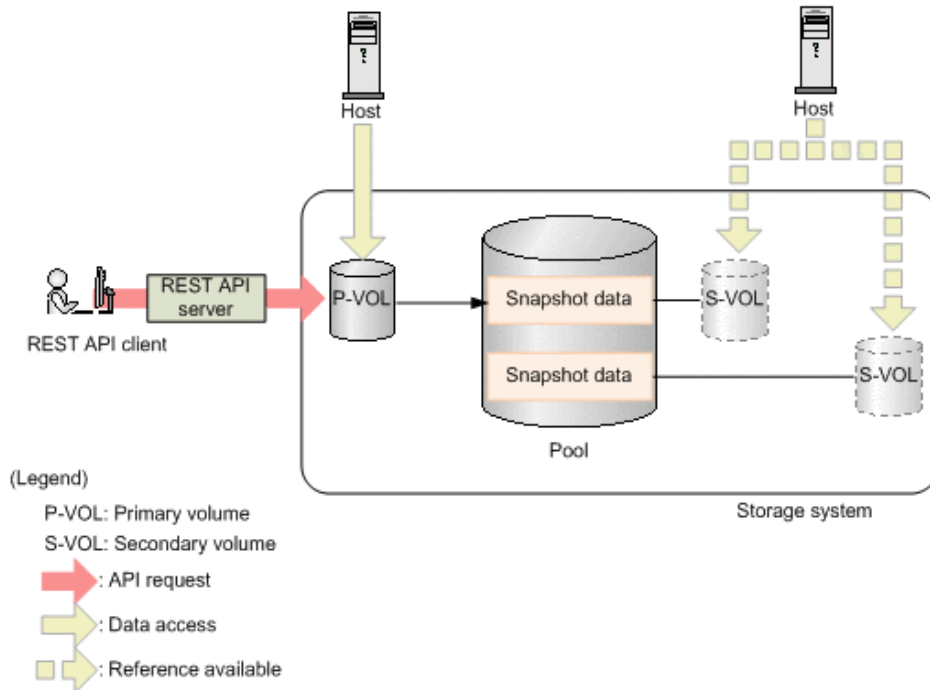 Host
Host
REST API
server
REST API client
P-VOL
Snapshot data
S-VOL
Snapshot data
S-VOL
Pool
Storage system
(Legend)
P-VOL: Primary volume
S-VOL: Secondary volume
: API request
: Data access
: Reference available